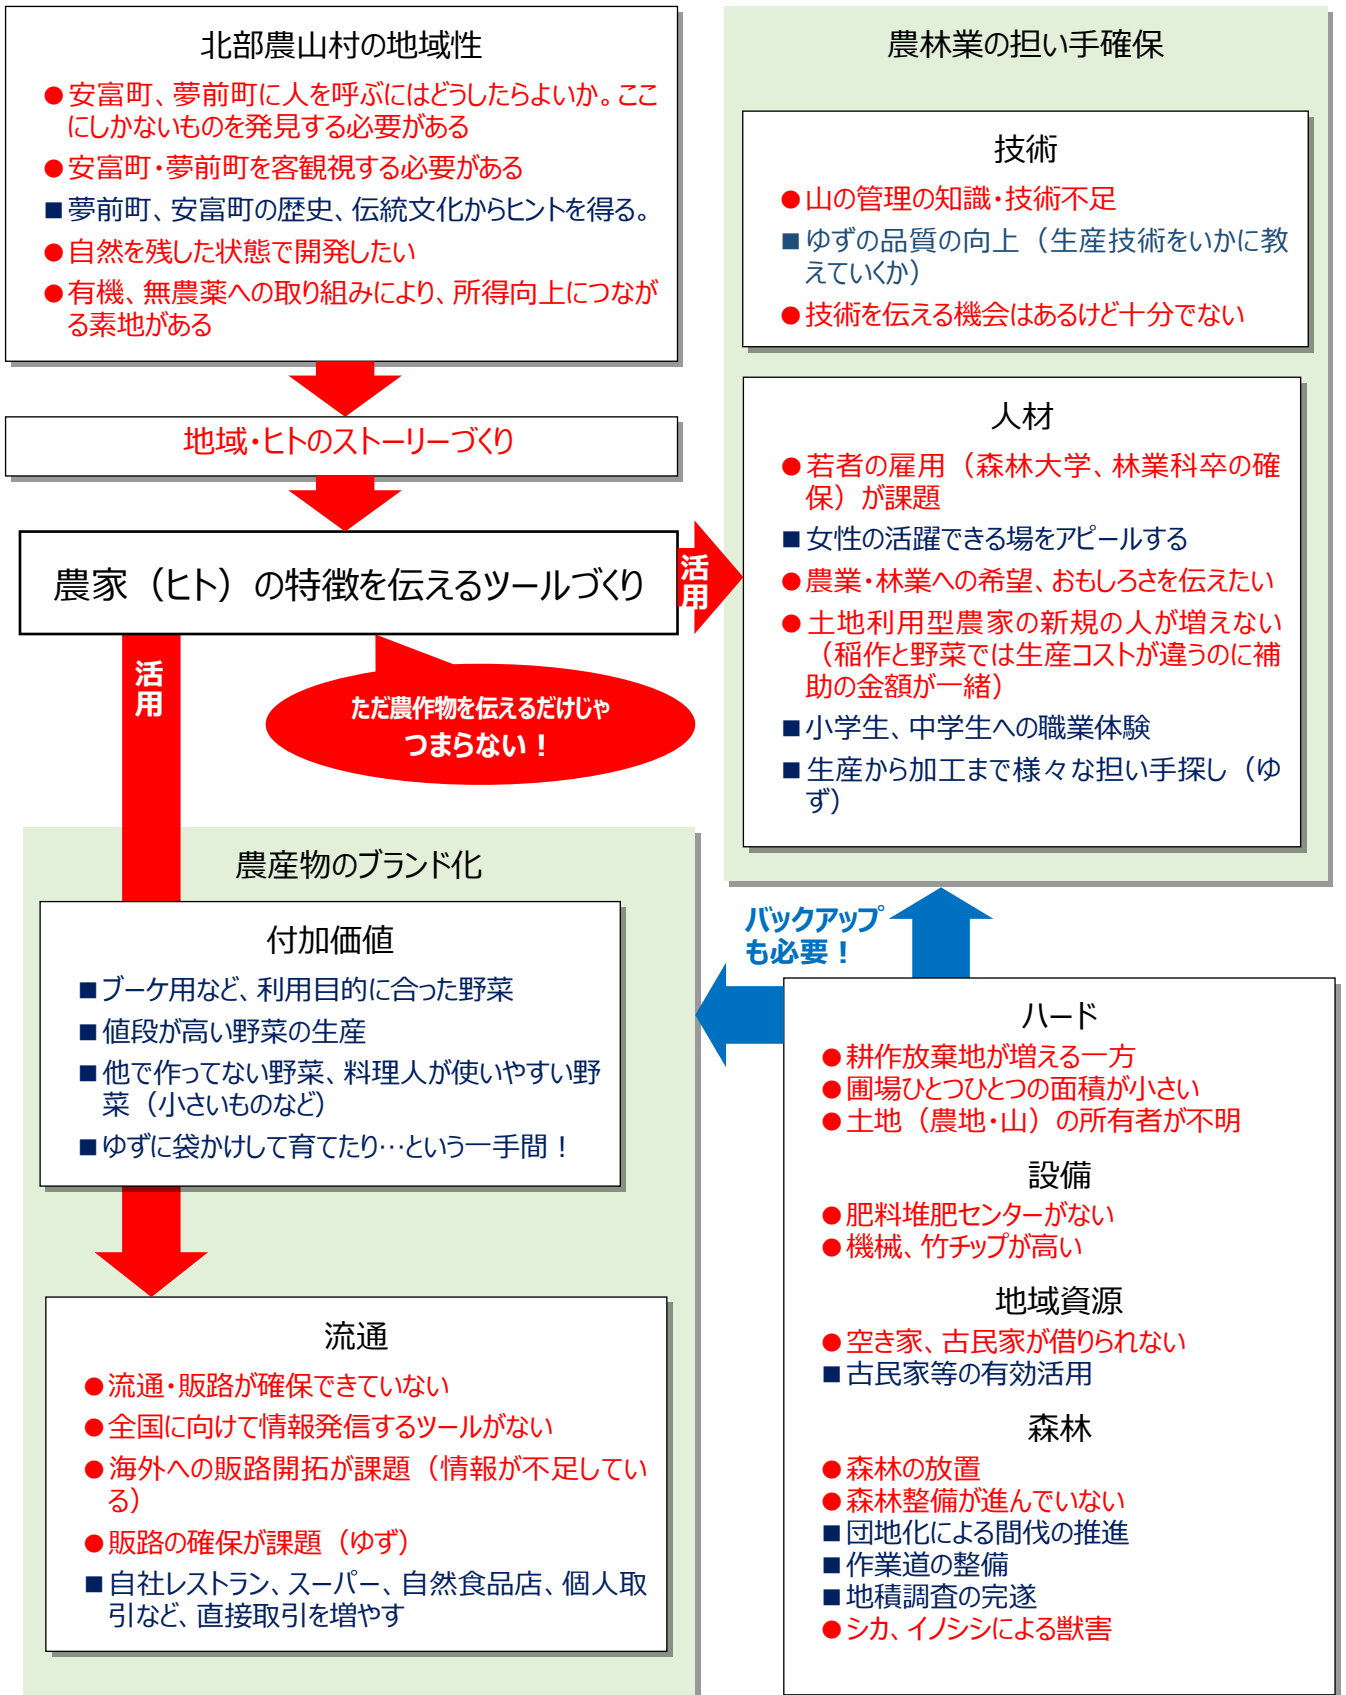 北部農山村の地域性
●安富町、夢前町に人を呼ぶにはどうしたらよいか。ここ
にしかないものを発見する必要がある
●安富町・夢前町を客観視する必要がある
■夢前町、安富町の歴史、伝統文化からヒントを得る。
●自然を残した状態で開発したい
●有機、無農薬への取り組みにより、所得向上につなが
る素地がある
地域・ヒトのストーリーづくり
農家（ヒト）の特徴を伝えるツールづくり
活用
ただ農作物を伝えるだけじゃ
つまらない！
活用
農林業の担い手確保
技術
●山の管理の知識・技術不足
■ゆずの品質の向上（生産技術をいかに教
えていくか）
●技術を伝える機会はあるけど十分でない
人材
●若者の雇用（森林大学、林業科卒の確
保）が課題
■女性の活躍できる場をアピールする
●農業・林業への希望、おもしろさを伝えたい
●土地利用型農家の新規の人が増えない
（稲作と野菜では生産コストが違うのに補
助の金額が一緒）
■小学生、中学生への職業体験
■生産から加工まで様々な担い手探し（ゆ
ず）
農産物のブランド化
付加価値
■ブーケ用など、利用目的に合った野菜
■値段が高い野菜の生産
■他で作ってない野菜、料理人が使いやすい野
菜（小さいものなど）
■ゆずに袋かけして育てたり…という一手間！
流通
●流通・販路が確保できていない
●全国に向けて情報発信するツールがない
●海外への販路開拓が課題（情報が不足してい
る）
●販路の確保が課題（ゆず）
■自社レストラン、スーパー、自然食品店、個人取
引など、直接取引を増やす
バックアップ
も必要！
ハード
●耕作放棄地が増える一方
●圃場ひとつひとつの面積が小さい
●土地（農地・山）の所有者が不明
設備
●肥料堆肥センターがない
●機械、竹チップが高い
地域資源
●空き家、古民家が借りられない
■古民家等の有効活用
森林
●森林の放置
●森林整備が進んでいない
■団地化による間伐の推進
■作業道の整備
■地積調査の完遂
●シカ、イノシシによる獣害